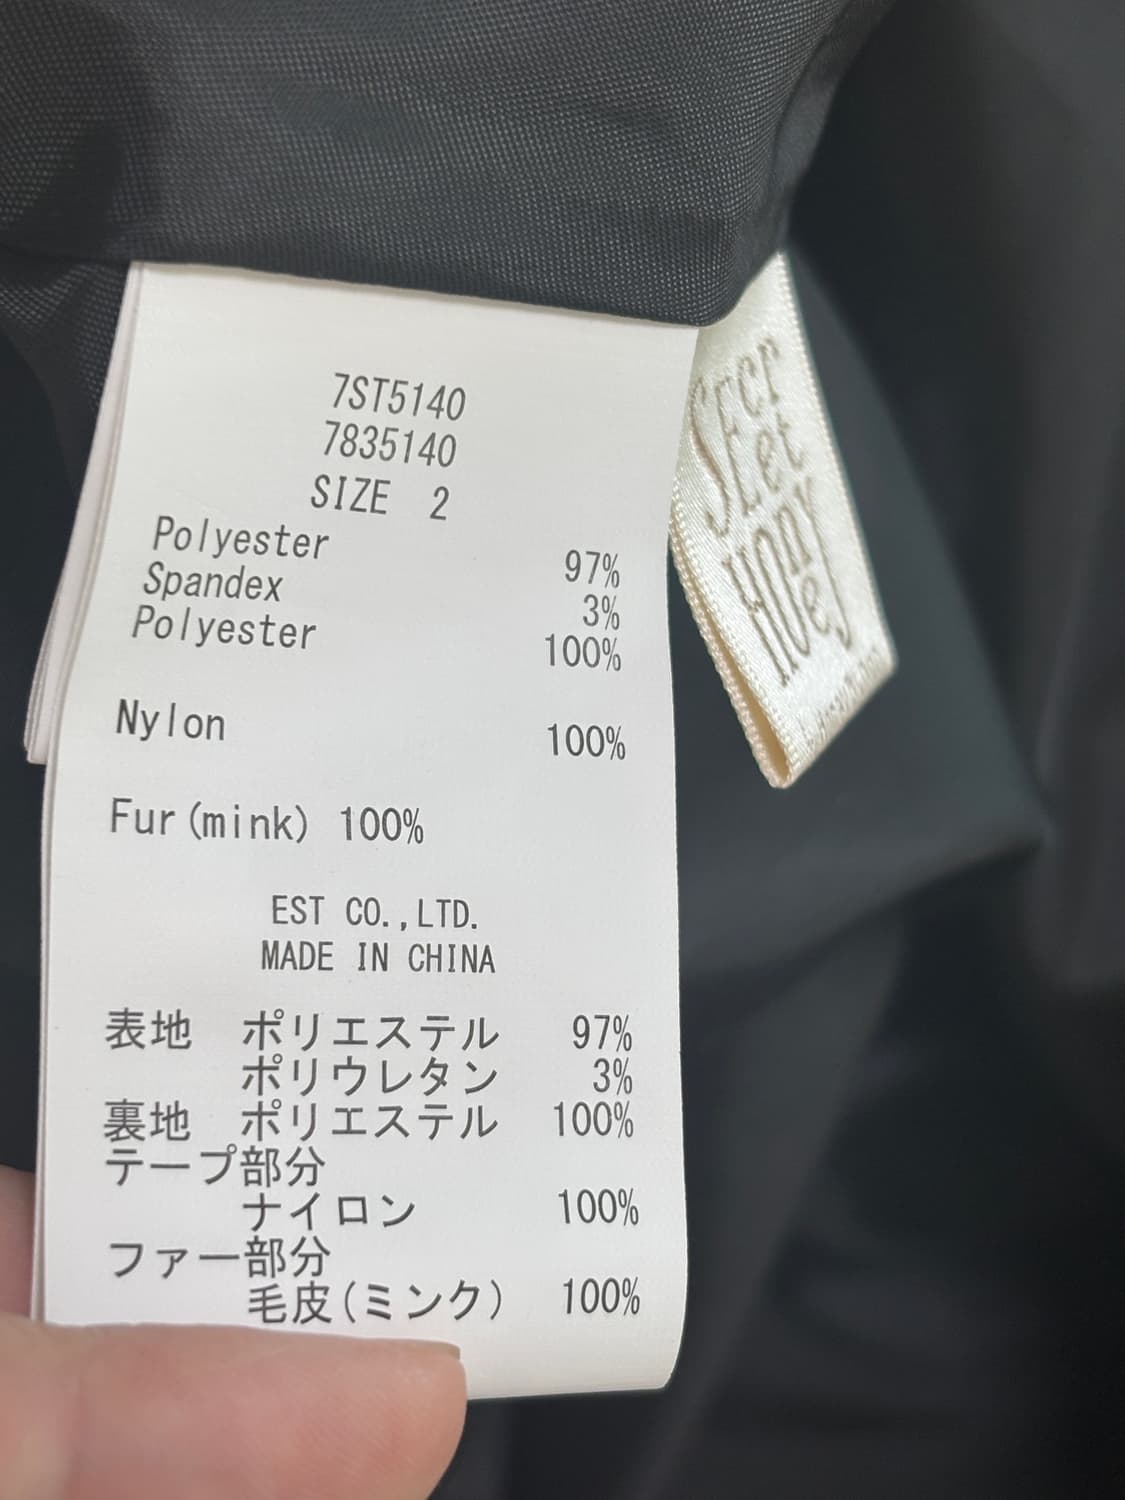 7ST5140
7835140
SIZE 2
Polyester 97%
Spandex 3%
Polyester 100%
Nylon 100%
Fur(mink) 100%
EST CO.,LTD.
MADE IN CHINA
表地 ポリエステル 97%
ポリウレタン 3%
裏地 ポリエステル 100%
テープ部分
ナイロン 100%
ファー部分
毛皮(ミンク) 100%
SEcr
Et
HOny
e